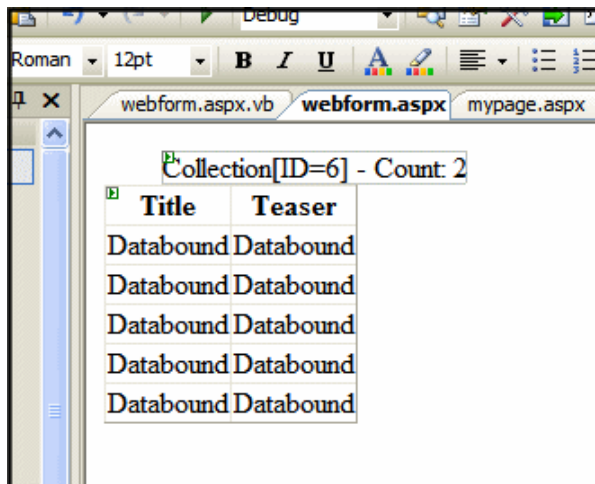 Debug
Roman 12pt B I U A
webform.aspx.vb webform.aspx mypage.aspx
Collection[ID=6] - Count: 2
Title Teaser
Databound Databound
Databound Databound
Databound Databound
Databound Databound
Databound Databound